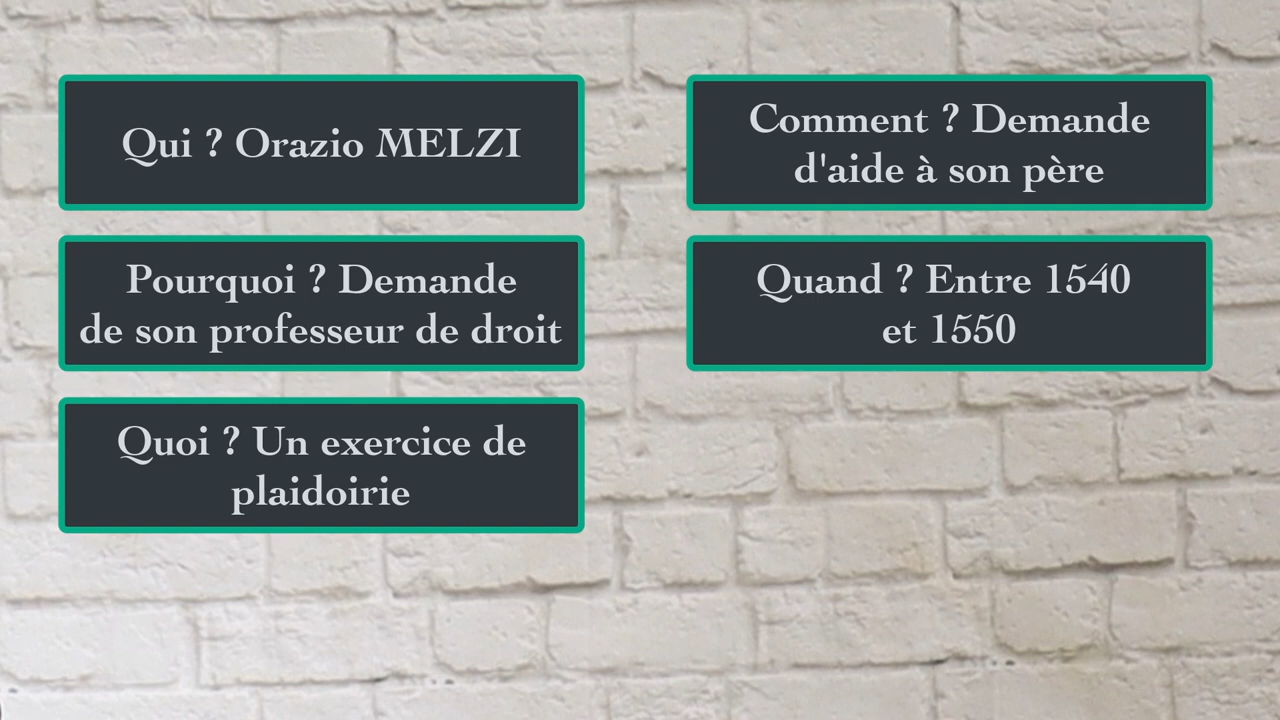 Qui ? Orazio MELZI
Pourquoi ? Demande
de son professeur de droit
Quoi ? Un exercice de
plaidoirie
Comment ? Demande
d'aide à son père
Quand ? Entre 1540
et 1550